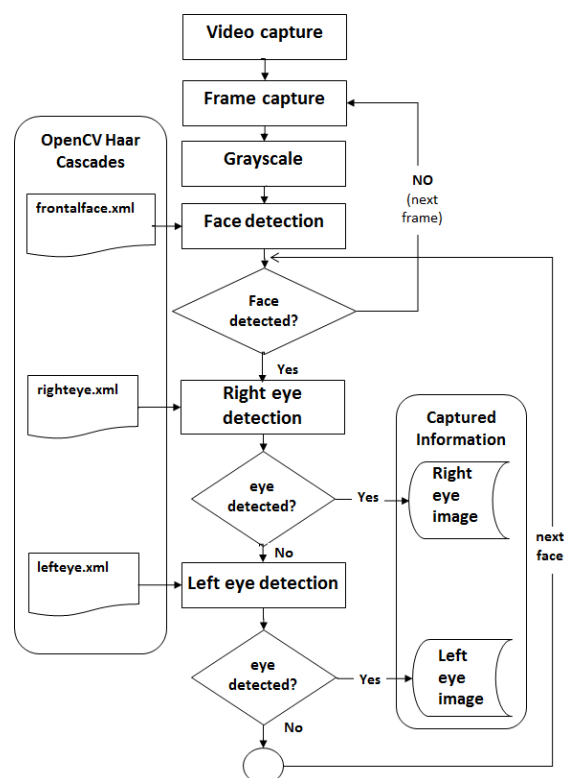 Video capture
Frame capture
OpenCV Haar
Cascades
Grayscale
NO
(next
frame)
frontalface.xml
Face detection
Face
detected?
Yes
righteye.xml
Right eye
detection
Captured
Information
eye
detected?
Yes
Right
eye
image
No
next
face
lefteye.xml
Left eye detection
eye
detected?
Yes
Left
eye
image
No